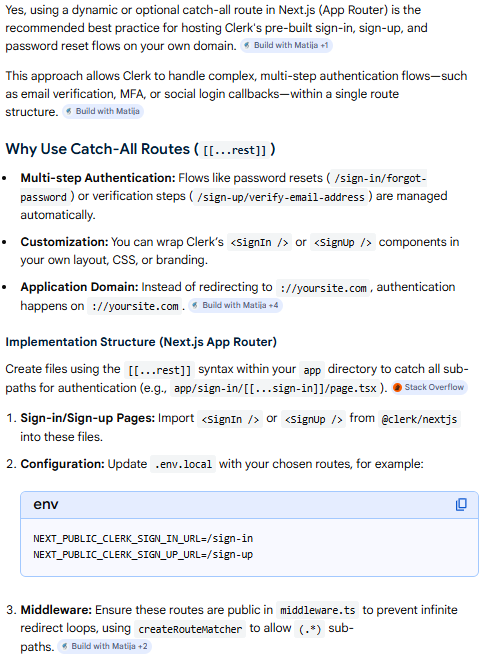 Yes, using a dynamic or optional catch-all route in Next.js (App Router) is the
recommended best practice for hosting Clerk's pre-built sign-in, sign-up, and
password reset flows on your own domain. Build with Matija +1
This approach allows Clerk to handle complex, multi-step authentication flows—such
as email verification, MFA, or social login callbacks—within a single route
structure. Build with Matija
Why Use Catch-All Routes ( [[...rest]] )
• Multi-step Authentication: Flows like password resets ( /sign-in/forgot-
password ) or verification steps ( /sign-up/verify-email-address ) are managed
automatically.
• Customization: You can wrap Clerk's <SignIn /> or <SignUp /> components in
your own layout, CSS, or branding.
• Application Domain: Instead of redirecting to ://yoursite.com , authentication
happens on ://yoursite.com . Build with Matija +4
Implementation Structure (Next.js App Router)
Create files using the [[...rest]] syntax within your app directory to catch all sub-
paths for authentication (e.g., app/sign-in/[[...sign-in]]/page.tsx ). Stack Overflow
1. Sign-in/Sign-up Pages: Import <SignIn /> or <SignUp /> from @clerk/nextjs
into these files.
2. Configuration: Update .env.local with your chosen routes, for example:
env
NEXT_PUBLIC_CLERK_SIGN_IN_URL=/sign-in
NEXT_PUBLIC_CLERK_SIGN_UP_URL=/sign-up
3. Middleware: Ensure these routes are public in middleware.ts to prevent infinite
redirect loops, using createRouteMatcher to allow (.*) sub-
paths. Build with Matija +2